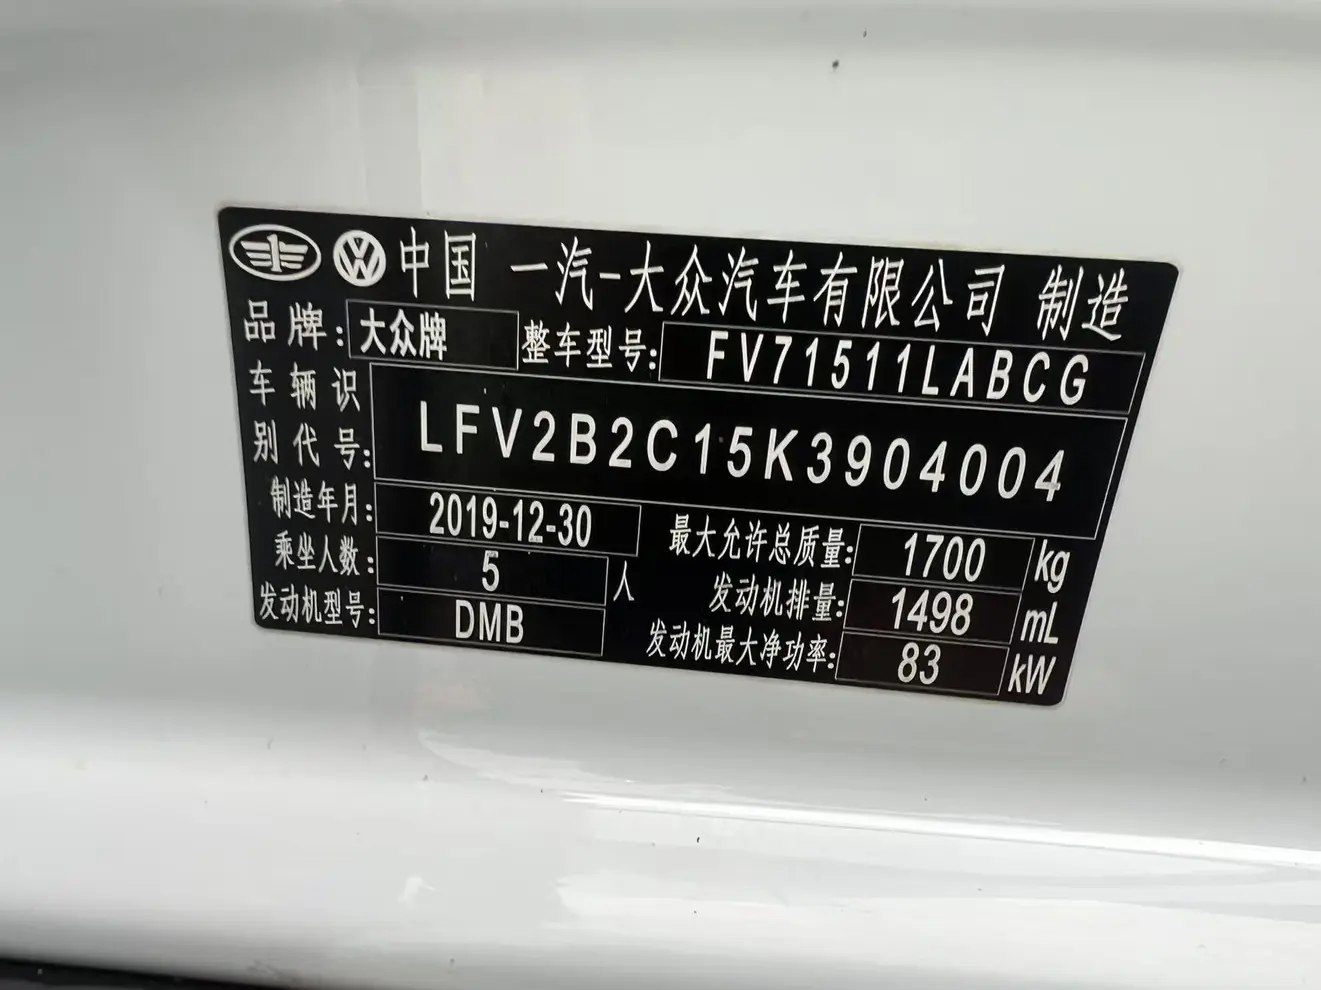 中国 一汽-大众汽车有限公司 制造
品牌: 大众牌 整车型号: FV71511LABCG
车辆识别代号: LFV2B2C15K3904004
制造年月: 2019-12-30 最大允许总质量: 1700 kg
乘坐人数: 5 人 发动机排量: 1498 mL
发动机型号: DMB 发动机最大净功率: 83 kW